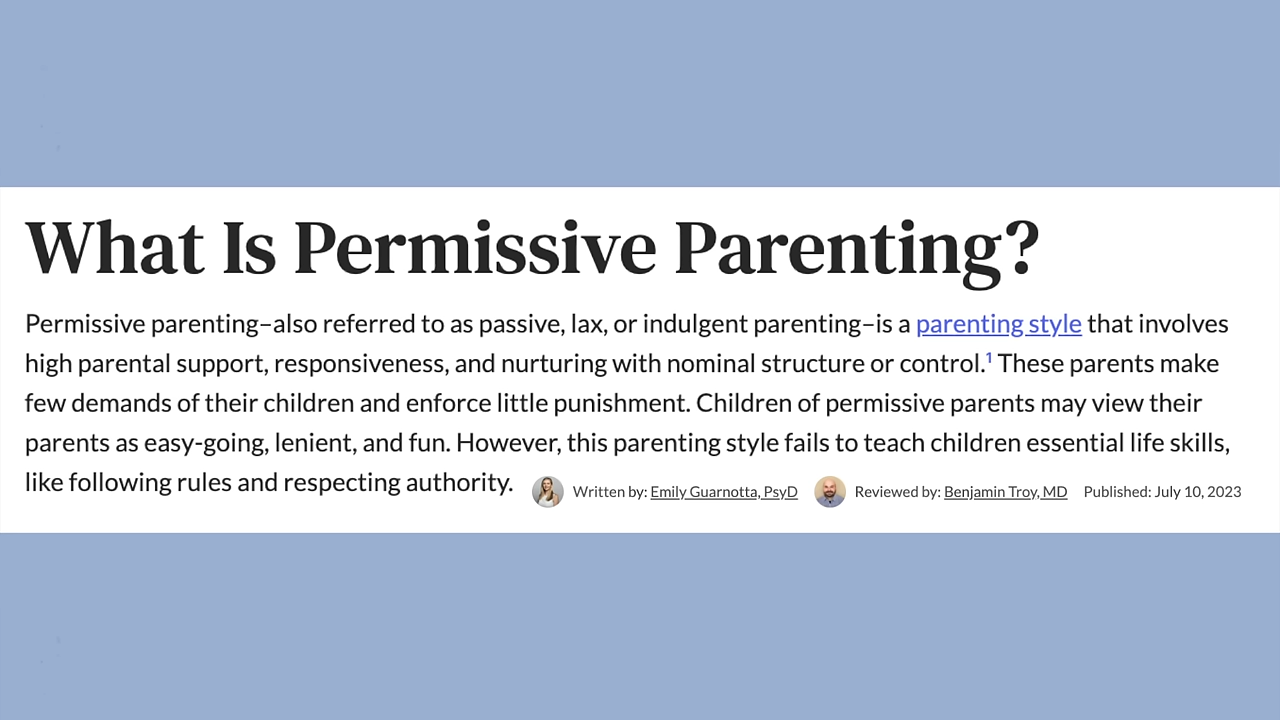 What Is Permissive Parenting?
Permissive parenting–also referred to as passive, lax, or indulgent parenting–is a parenting style that involves
high parental support, responsiveness, and nurturing with nominal structure or control.1 These parents make
few demands of their children and enforce little punishment. Children of permissive parents may view their
parents as easy-going, lenient, and fun. However, this parenting style fails to teach children essential life skills,
like following rules and respecting authority.
Written by: Emily Guarnotta, PsyD Reviewed by: Benjamin Troy, MD Published: July 10, 2023